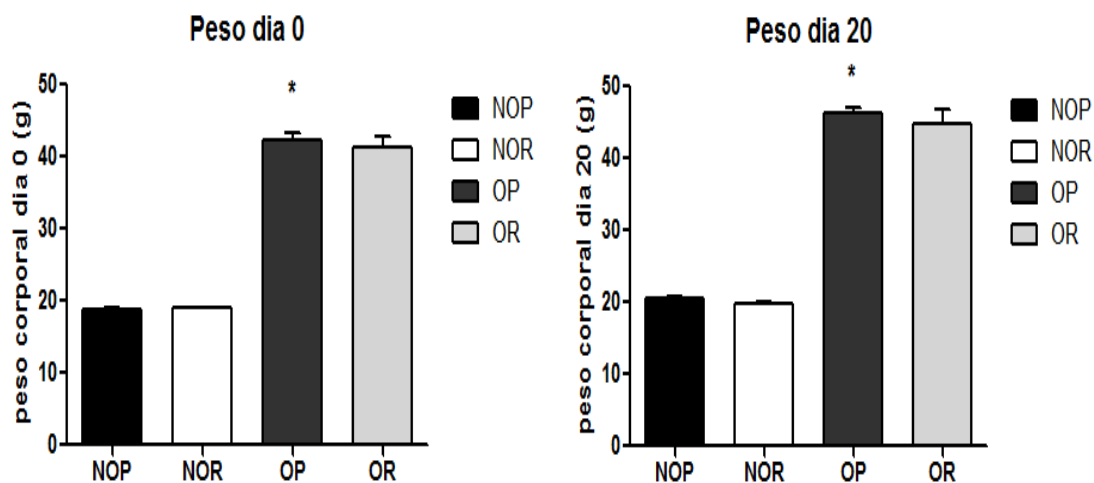 Peso dia 0
peso corporal dia 0 (g)
50
40
30
20
10
0
*
NOP
NOR
OP
OR
NOP
NOR
OP
OR
Peso dia 20
peso corporal dia 20 (g)
50
40
30
20
10
0
*
NOP
NOR
OP
OR
NOP
NOR
OP
OR